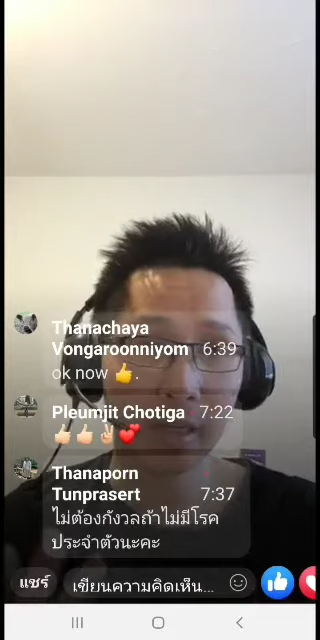 Thanachaya
Vongaroonniyom 6:39
ok now 👍.
Pleumjit Chotiga 7:22
👍🏻👍🏻✌🏻💕
Thanaporn
Tunprasert 7:37
ไม่ต้องกังวลถ้าไม่มีโรค
ประจำตัวนะคะ
แชร์ เขียนความคิดเห็น...